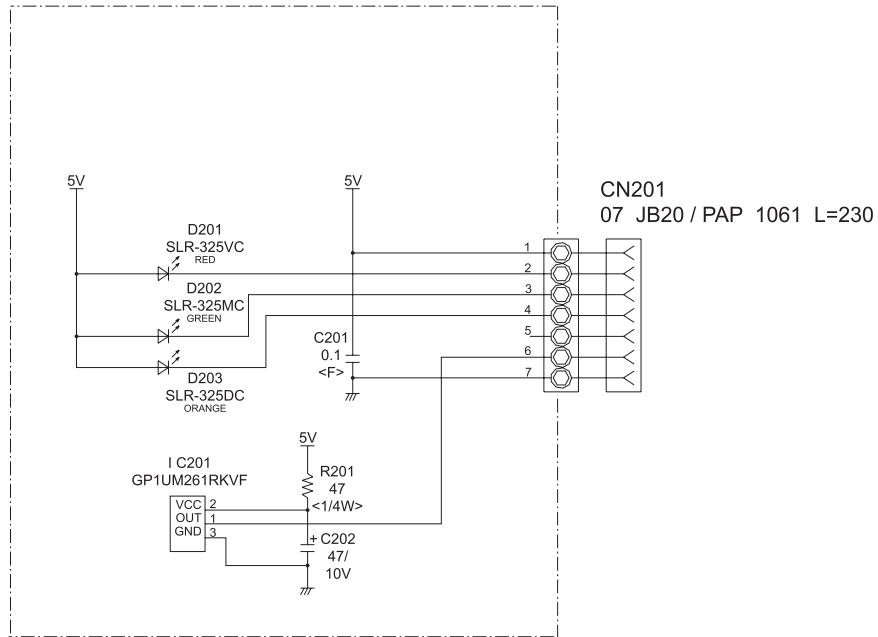 CN201
07 JB20 / PAP 1061 L=230
5V
5V
D201
SLR-325VC
RED
D202
SLR-325MC
GREEN
D203
SLR-325DC
ORANGE
C201
0.1
<F>
1
2
3
4
5
6
7
5V
I C201
GP1UM261RKVF
VCC 2
OUT 1
GND 3
R201
47
<1/4W>
+ C202
47/
10V